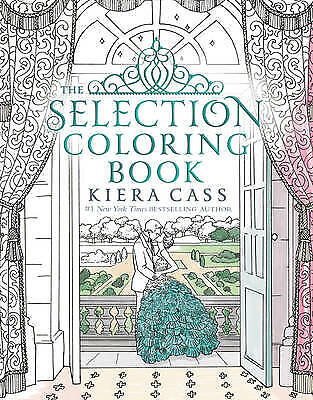 THE
SELECTION
COLORING
BOOK
KIERA CASS
#1 New York Times BESTSELLING AUTHOR